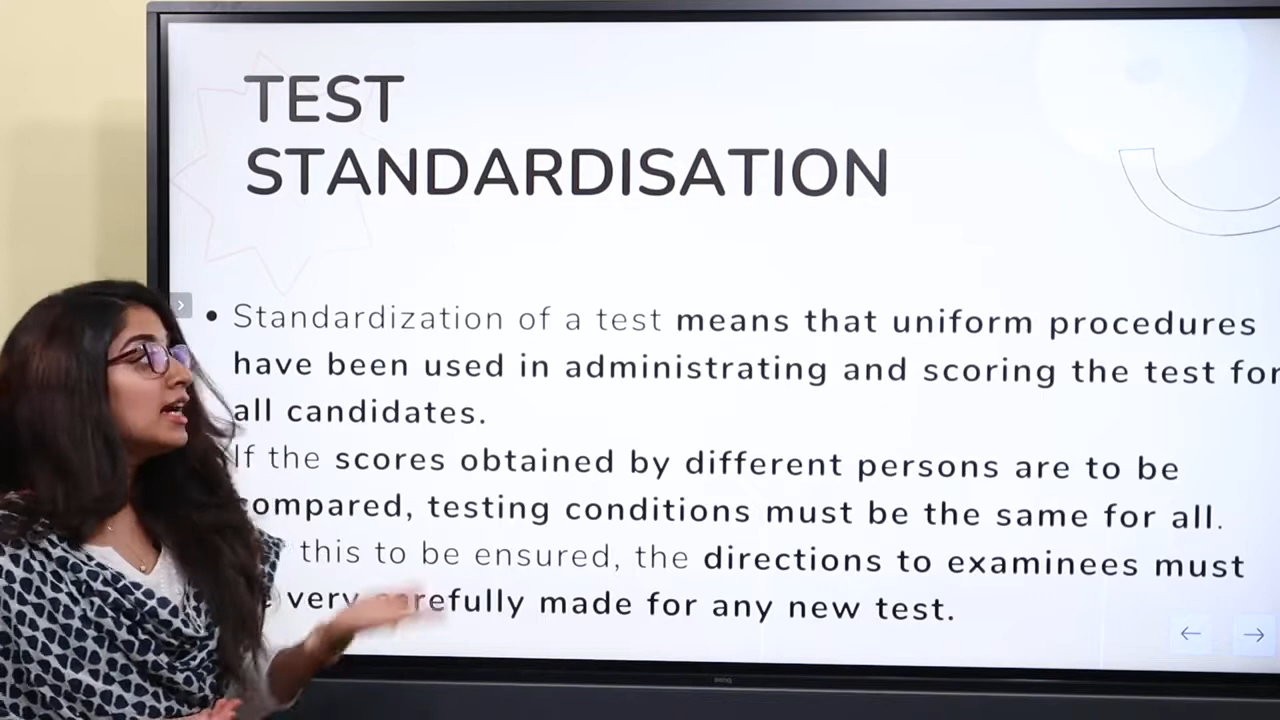 TEST
STANDARDISATION
• Standardization of a test means that uniform procedures
have been used in administrating and scoring the test for
all candidates.
If the scores obtained by different persons are to be
compared, testing conditions must be the same for all.
this to be ensured, the directions to examinees must
very carefully made for any new test.
BenQ